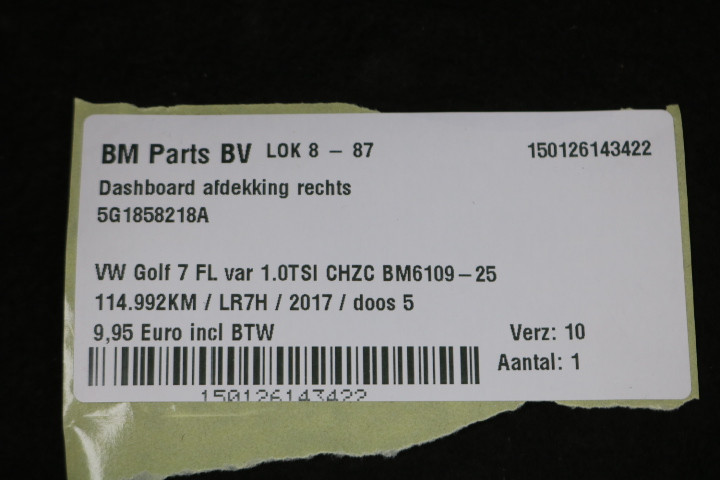 BM Parts BV LOK 8 - 87 150126143422
Dashboard afdekking rechts
5G1858218A
VW Golf 7 FL var 1.0TSI CHZC BM6109-25
114.992KM / LR7H / 2017 / doos 5
9,95 Euro incl BTW Verz: 10
Aantal: 1
150126143422